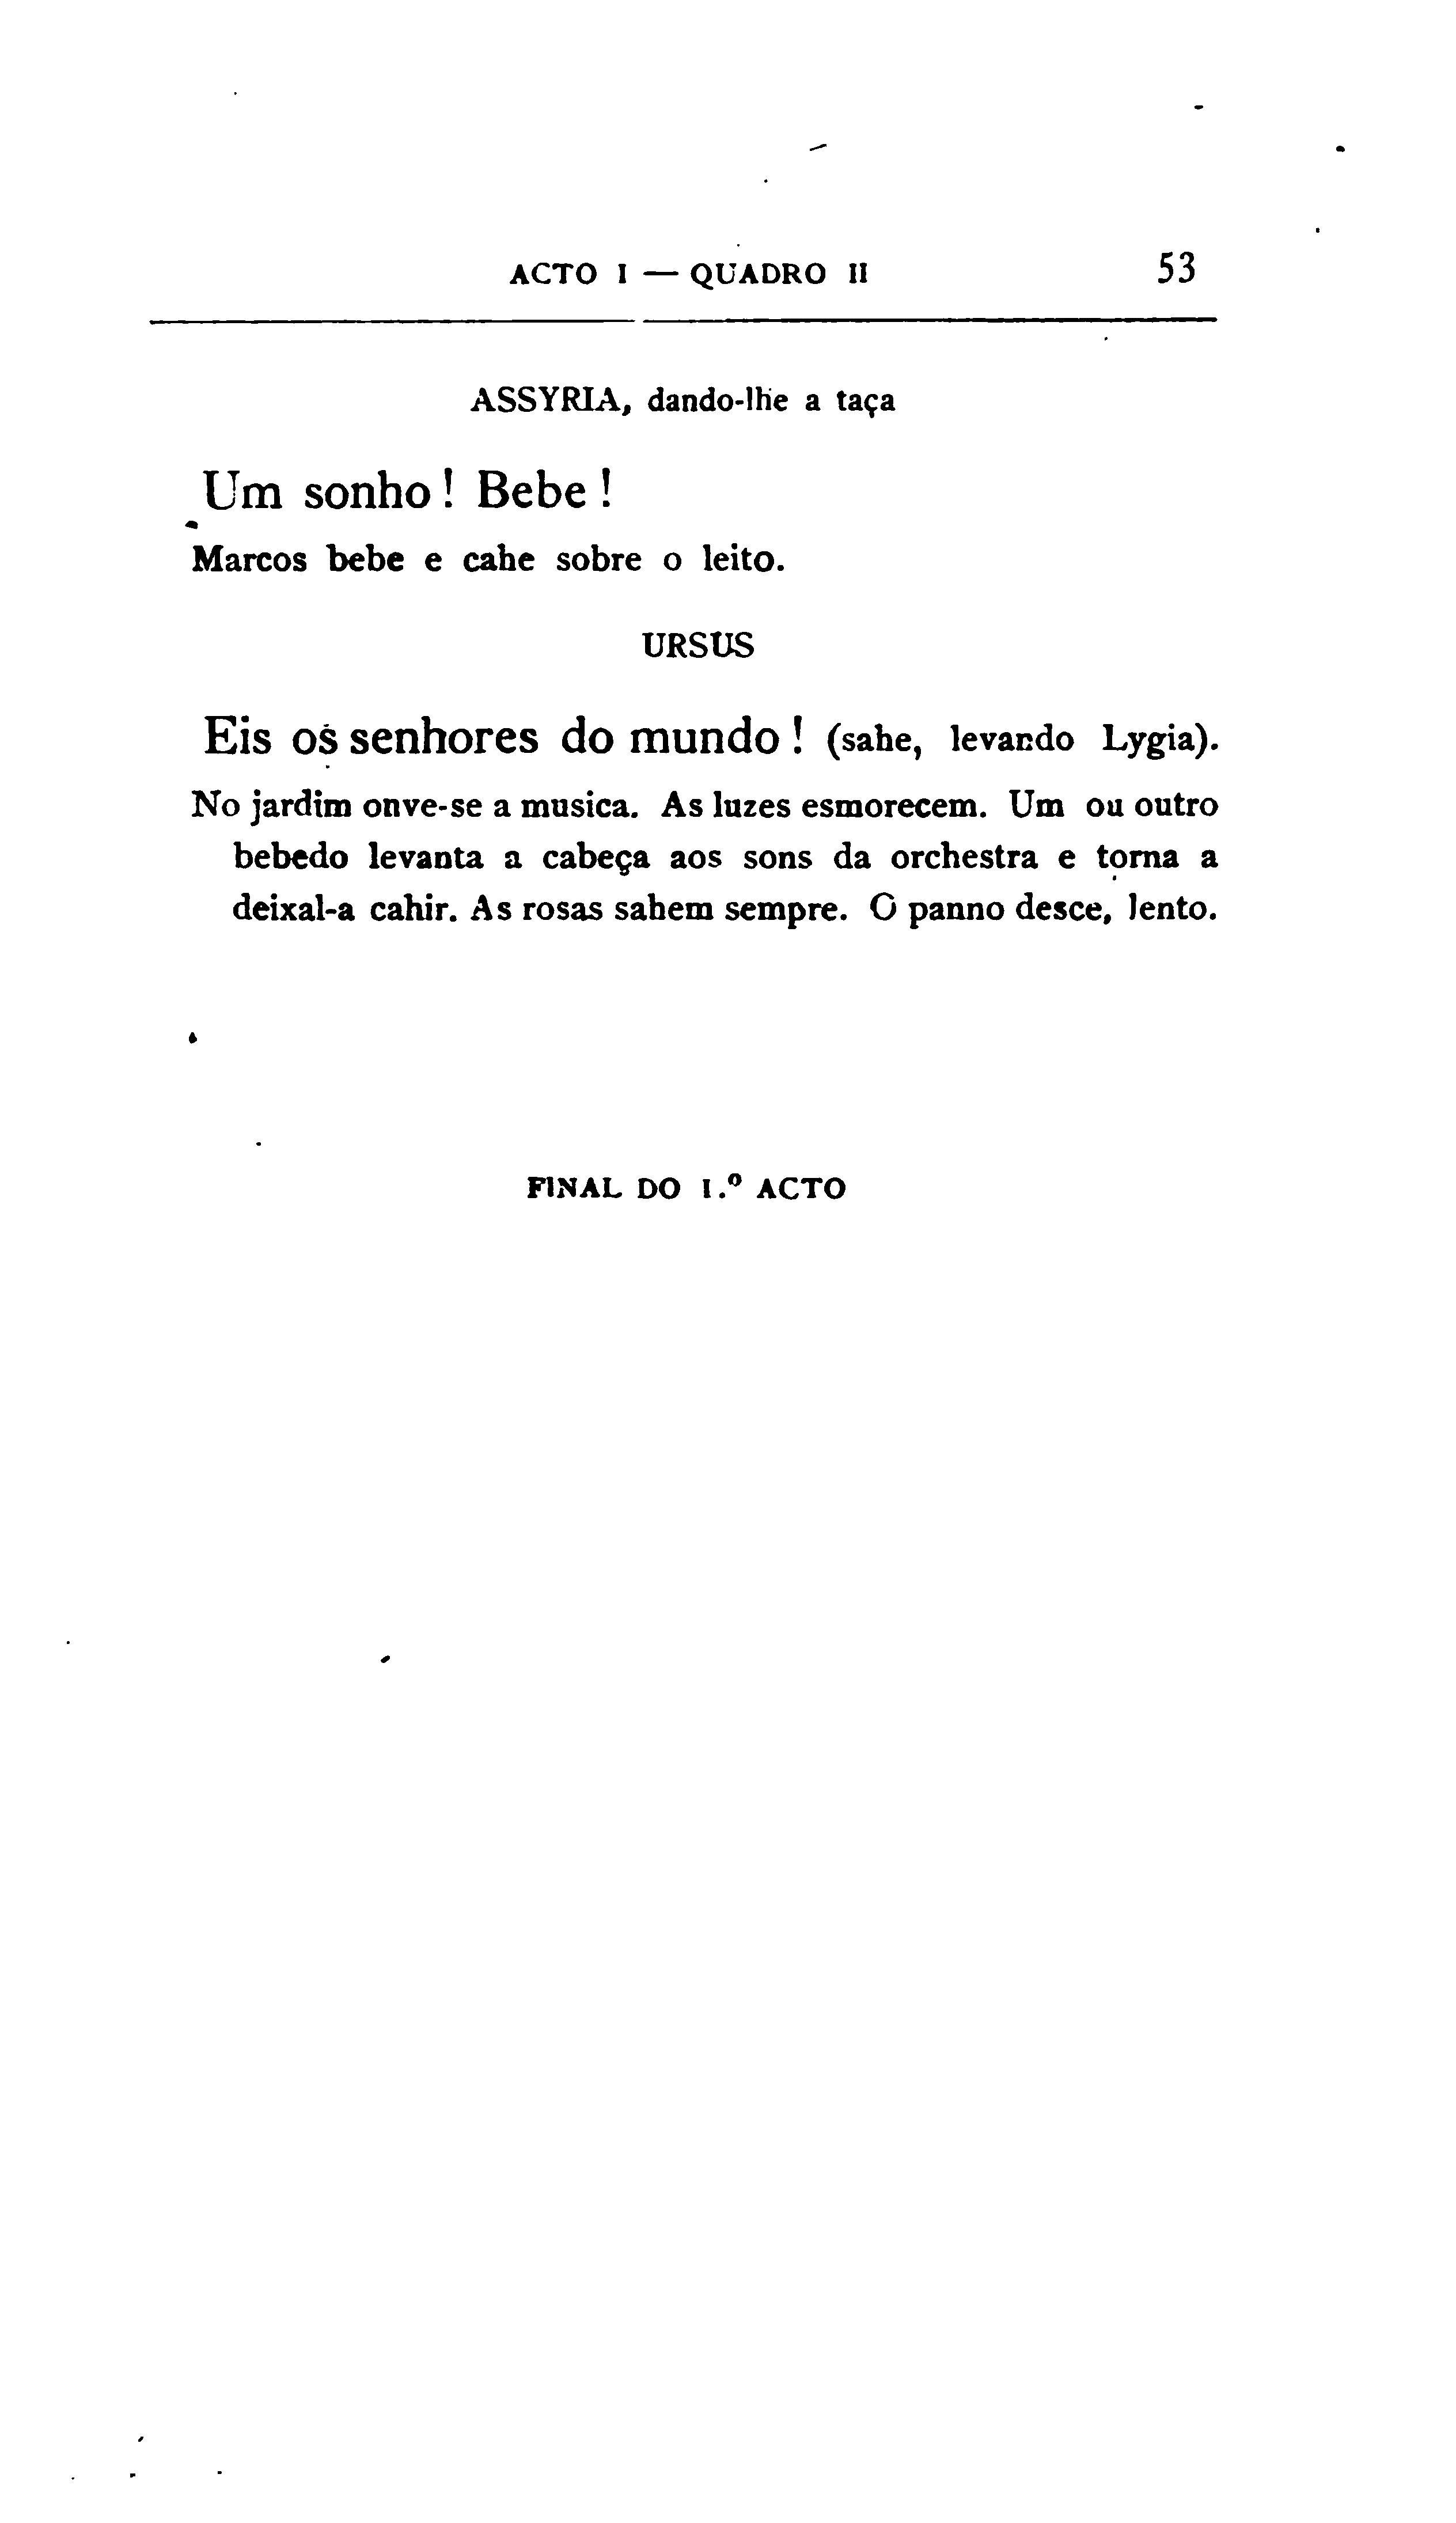 ACTO I — QUADRO II 53
ASSYRIA, dando-lhe a taça
Um sonho! Bebe!
Marcos bebe e cahe sobre o leito.
URSUS
Eis os senhores do mundo! (sahe, levando Lygia).
No jardim onve-se a musica. As luzes esmorecem. Um ou outro
bebedo levanta a cabeça aos sons da orchestra e torna a
deixal-a cahir. As rosas sahem sempre. O panno desce, lento.
FINAL DO 1.º ACTO